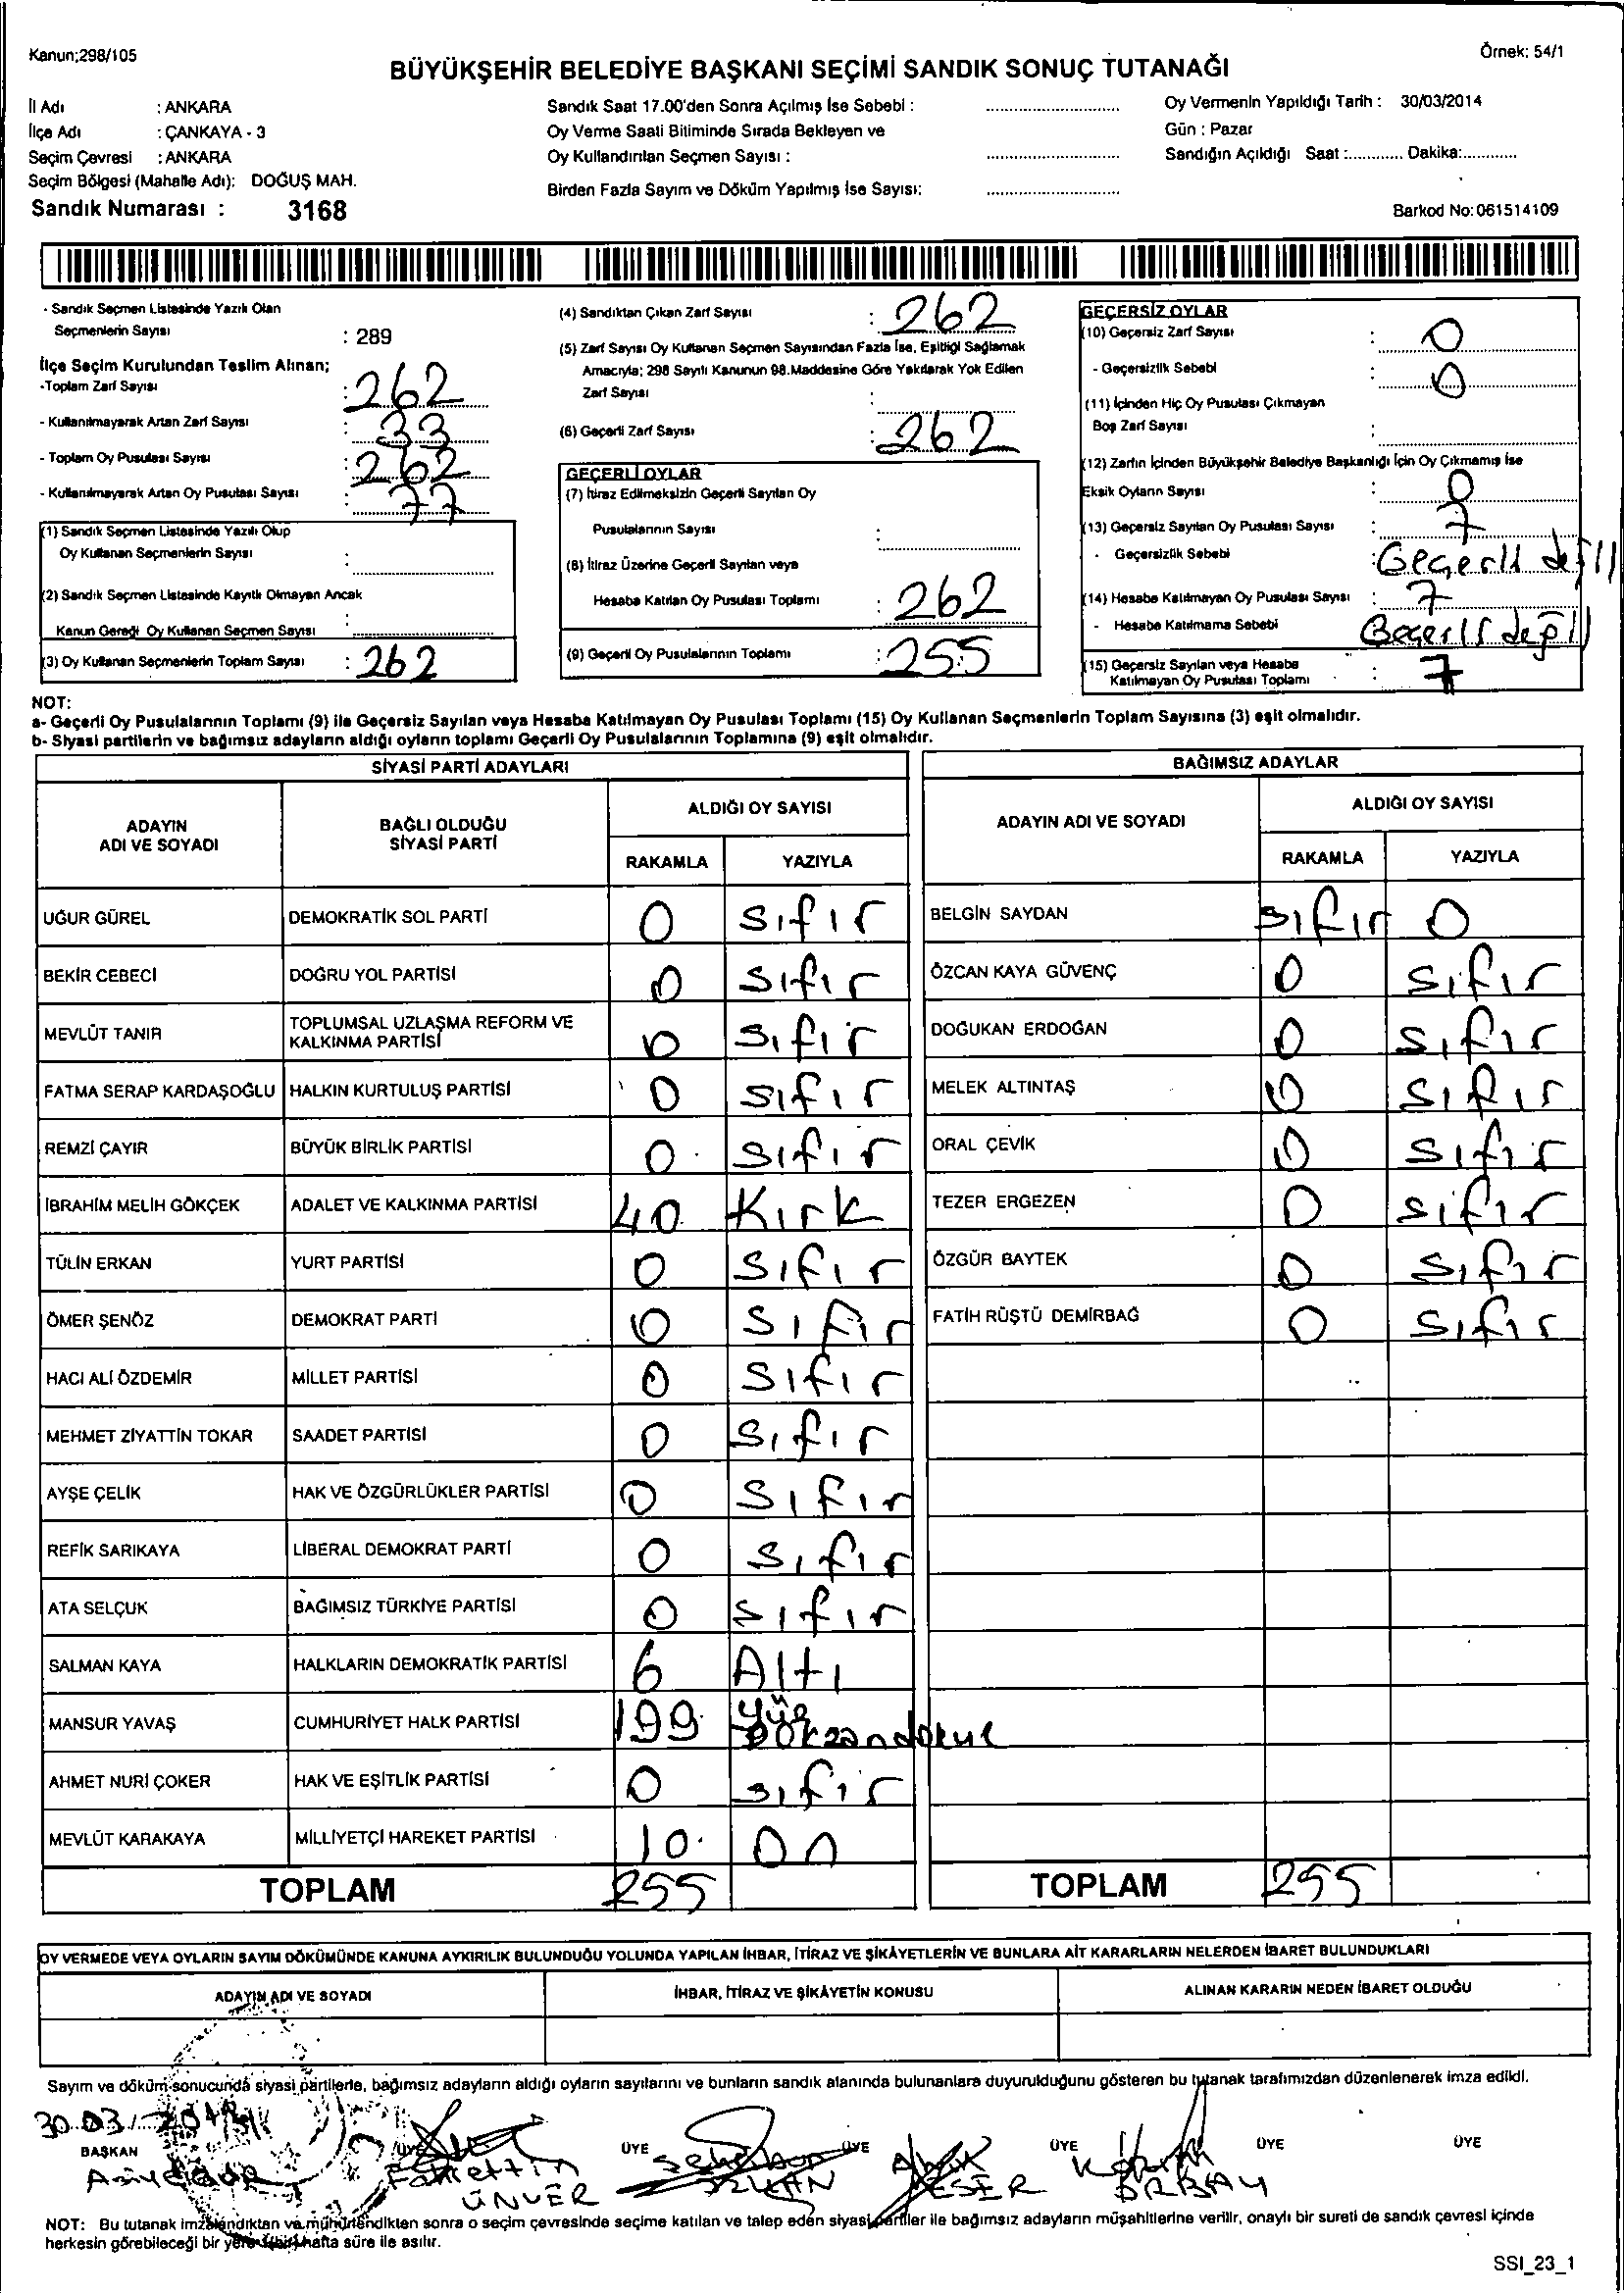 Kanun;298/105
Örnek: 54/1
BÜYÜKŞEHİR BELEDİYE BAŞKANI SEÇİMİ SANDIK SONUÇ TUTANAĞI
İl Adı : ANKARA
İlçe Adı : ÇANKAYA - 3
Seçim Çevresi : ANKARA
Seçim Bölgesi (Mahalle Adı): DOĞUŞ MAH.
Sandık Numarası : 3168
Sandık Saat 17.00'den Sonra Açılmış İse Sebebi :
Oy Verme Saati Bitiminde Sırada Bekleyen ve
Oy Kullandırılan Seçmen Sayısı :
Birden Fazla Sayım ve Döküm Yapılmış İse Sayısı:
Oy Vermenin Yapıldığı Tarih : 30/03/2014
Gün : Pazar
Sandığın Açıldığı Saat :............ Dakika:............
Barkod No:061514109
- Sandık Seçmen Listesinde Yazılı Olan
Seçmenlerin Sayısı : 289
İlçe Seçim Kurulundan Teslim Alınan;
-Toplam Zarf Sayısı : 262
- Kullanılmayarak Artan Zarf Sayısı : 33
- Toplam Oy Pusulası Sayısı : 262
- Kullanılmayarak Artan Oy Pusulası Sayısı : 77
(1) Sandık Seçmen Listesinde Yazılı Olup
Oy Kullanan Seçmenlerin Sayısı :
(2) Sandık Seçmen Listesinde Kayıtlı Olmayan Ancak
Kanun Gereği Oy Kullanan Seçmen Sayısı :
(3) Oy Kullanan Seçmenlerin Toplam Sayısı : 262
(4) Sandıktan Çıkan Zarf Sayısı : 262
(5) Zarf Sayısı Oy Kullanan Seçmen Sayısından Fazla İse, Eşitliği Sağlamak
Amacıyla; 298 Sayılı Kanunun 98.Maddesine Göre Yakılarak Yok Edilen
Zarf Sayısı :
(6) Geçerli Zarf Sayısı : 262
GEÇERLİ OYLAR
(7) İtiraz Edilmeksizin Geçerli Sayılan Oy
Pusulalarının Sayısı :
(8) İtiraz Üzerine Geçerli Sayılan veya
Hesaba Katılan Oy Pusulası Toplamı : 262
(9) Geçerli Oy Pusulalarının Toplamı : 255
GEÇERSİZ OYLAR
(10) Geçersiz Zarf Sayısı : 0
- Geçersizlik Sebebi : 0
(11) İçinden Hiç Oy Pusulası Çıkmayan
Boş Zarf Sayısı :
(12) Zarfın İçinden Büyükşehir Belediye Başkanlığı İçin Oy Çıkmamış İse
Eksik Oyların Sayısı : 0
(13) Geçersiz Sayılan Oy Pusulası Sayısı : 7
- Geçersizlik Sebebi : Geçerli değil
(14) Hesaba Katılmayan Oy Pusulası Sayısı : 7
- Hesaba Katılmama Sebebi : Geçerli değil
(15) Geçersiz Sayılan veya Hesaba
Katılmayan Oy Pusulası Toplamı : 7
NOT:
a- Geçerli Oy Pusulalarının Toplamı (9) ile Geçersiz Sayılan veya Hesaba Katılmayan Oy Pusulası Toplamı (15) Oy Kullanan Seçmenlerin Toplam Sayısına (3) eşit olmalıdır.
b- Siyasi partilerin ve bağımsız adayların aldığı oyların toplamı Geçerli Oy Pusulalarının Toplamına (9) eşit olmalıdır.
SİYASİ PARTİ ADAYLARI
ADAYIN ADI VE SOYADI
BAĞLI OLDUĞU SİYASİ PARTİ
ALDIĞI OY SAYISI
RAKAMLA YAZIYLA
UĞUR GÜREL DEMOKRATİK SOL PARTİ 0 sıfır
BEKİR CEBECİ DOĞRU YOL PARTİSİ 0 sıfır
MEVLÜT TANIR TOPLUMSAL UZLAŞMA REFORM VE KALKINMA PARTİSİ 0 sıfır
FATMA SERAP KARDAŞOĞLU HALKIN KURTULUŞ PARTİSİ 0 sıfır
REMZİ ÇAYIR BÜYÜK BİRLİK PARTİSİ 0 sıfır
İBRAHİM MELİH GÖKÇEK ADALET VE KALKINMA PARTİSİ 40 Kırk
TÜLİN ERKAN YURT PARTİSİ 0 sıfır
ÖMER ŞENÖZ DEMOKRAT PARTİ 0 sıfır
HACI ALİ ÖZDEMİR MİLLET PARTİSİ 0 sıfır
MEHMET ZİYATTİN TOKAR SAADET PARTİSİ 0 sıfır
AYŞE ÇELİK HAK VE ÖZGÜRLÜKLER PARTİSİ 0 sıfır
REFİK SARIKAYA LİBERAL DEMOKRAT PARTİ 0 sıfır
ATA SELÇUK BAĞIMSIZ TÜRKİYE PARTİSİ 0 sıfır
SALMAN KAYA HALKLARIN DEMOKRATİK PARTİSİ 6 Altı
MANSUR YAVAŞ CUMHURİYET HALK PARTİSİ 199 Yüz
AHMET NURİ ÇOKER HAK VE EŞİTLİK PARTİSİ 0 sıfır
MEVLÜT KARAKAYA MİLLİYETÇİ HAREKET PARTİSİ 10 On
TOPLAM 255
BAĞIMSIZ ADAYLAR
ADAYIN ADI VE SOYADI
ALDIĞI OY SAYISI
RAKAMLA YAZIYLA
BELGİN SAYDAN sıfır 0
ÖZCAN KAYA GÜVENÇ 0 sıfır
DOĞUKAN ERDOĞAN 0 sıfır
MELEK ALTINTAŞ 0 sıfır
ORAL ÇEVİK 0 sıfır
TEZER ERGEZEN 0 sıfır
ÖZGÜR BAYTEK 0 sıfır
FATİH RÜŞTÜ DEMİRBAĞ 0 sıfır
TOPLAM 255
OY VERMEDE VEYA OYLARIN SAYIM DÖKÜMÜNDE KANUNA AYKIRILIK BULUNDUĞU YOLUNDA YAPILAN İHBAR, İTİRAZ VE ŞİKÂYETLERİN VE BUNLARA AİT KARARLARIN NELERDEN İBARET BULUNDUKLARI
ADAYIN ADI VE SOYADI
İHBAR, İTİRAZ VE ŞİKÂYETİN KONUSU
ALINAN KARARIN NEDEN İBARET OLDUĞU
Sayım ve döküm sonucunda siyasi partilerle, bağımsız adayların aldığı oyların sayılarını ve bunların sandık alanında bulunanlara duyurulduğunu gösteren bu tutanak tarafımızdan düzenlenerek imza edildi.
30.03/2014
BAŞKAN ÜYE ÜYE ÜYE ÜYE ÜYE ÜYE
Fahrettin ÜNVER
ÖZKAN
ESER
ORBAY
NOT: Bu tutanak imzalandıktan ve mühürlendikten sonra o seçim çevresinde seçime katılan ve talep eden siyasi partiler ile bağımsız adayların müşahitlerine verilir, onaylı bir sureti de sandık çevresi içinde
herkesin görebileceği bir yere bir hafta süre ile asılır.
SSI_23_1